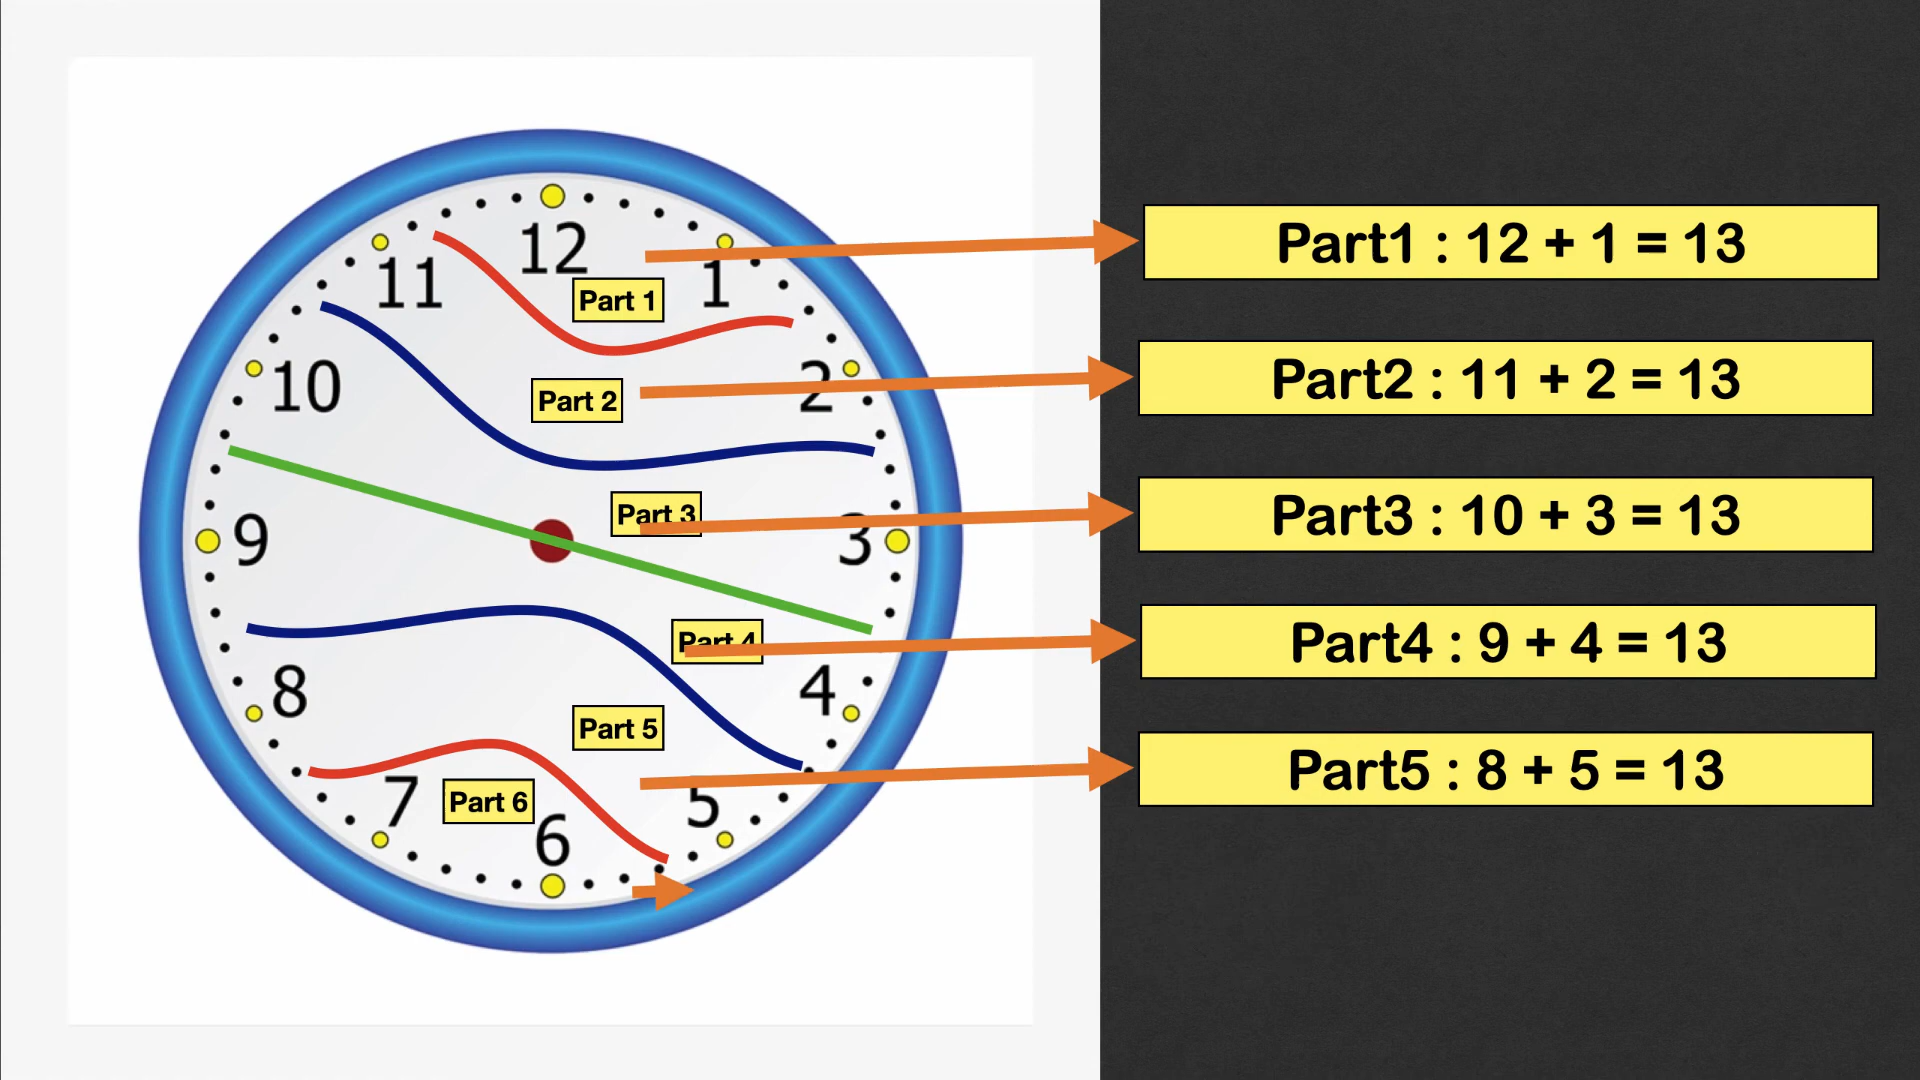 12
11
1
Part 1
10
2
Part 2
9
Part 3
3
Part 4
8
4
Part 5
7
Part 6
5
6
Part1 : 12 + 1 = 13
Part2 : 11 + 2 = 13
Part3 : 10 + 3 = 13
Part4 : 9 + 4 = 13
Part5 : 8 + 5 = 13